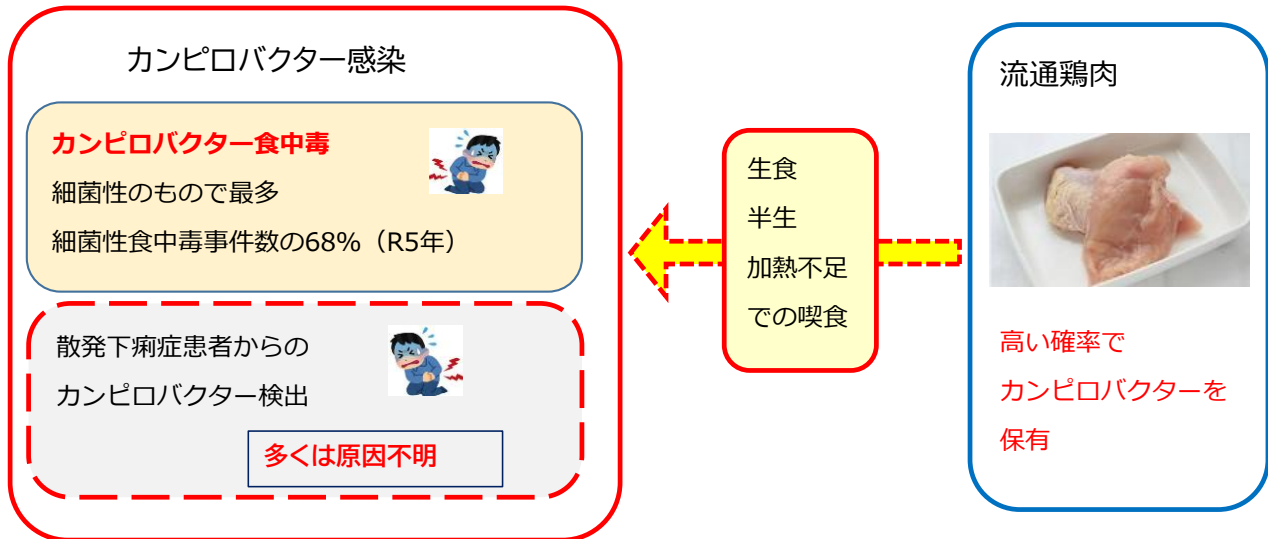 カンピロバクター感染
カンピロバクター食中毒
細菌性のもので最多
細菌性食中毒事件数の68%（R5年）
散発下痢症患者からの
カンピロバクター検出
多くは原因不明
生食
半生
加熱不足
での喫食
流通鶏肉
高い確率で
カンピロバクターを
保有